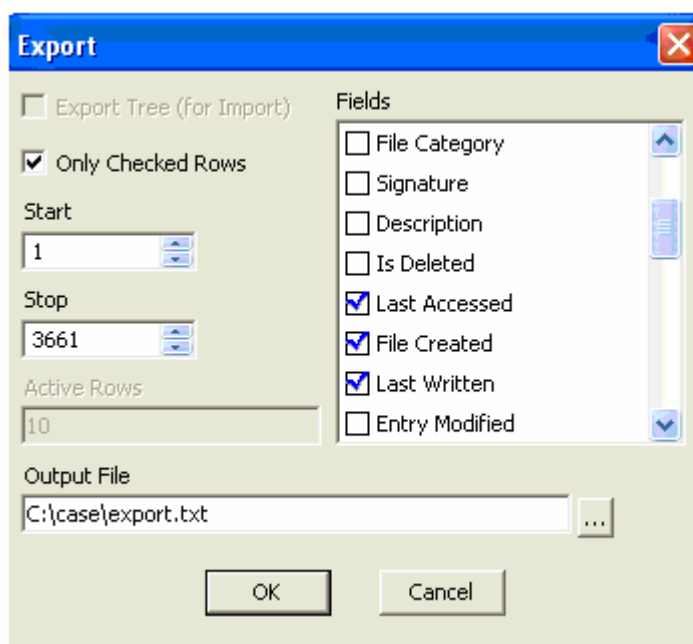 Export
Export Tree (for Import)
Only Checked Rows
Start
1
Stop
3661
Active Rows
10
Fields
File Category
Signature
Description
Is Deleted
Last Accessed
File Created
Last Written
Entry Modified
Output File
C:\case\export.txt
...
OK
Cancel